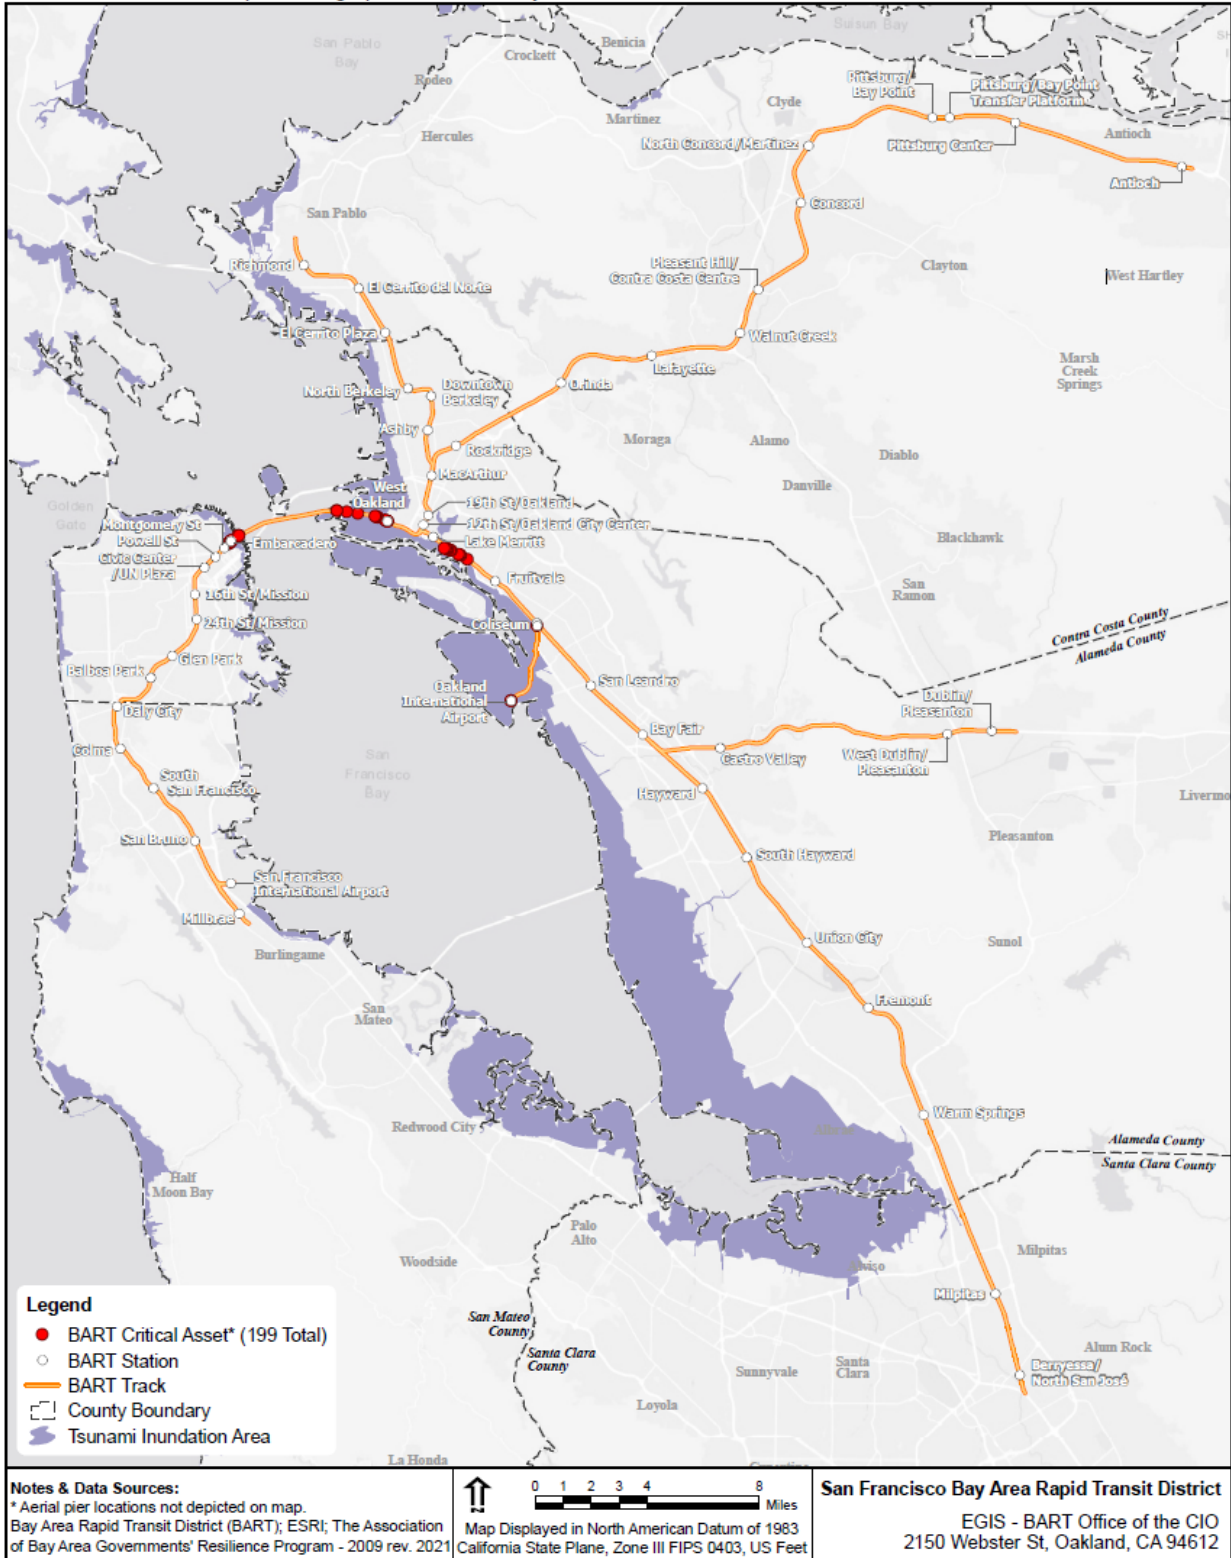 San Pablo
Bay
Suisun Bay
Benicia
Crockett
Rodeo
Martinez
Hercules
Clyde
Pittsburg/
Bay Point
Pittsburg/Bay Point
Transfer Platform
North Concord/Martinez
Pittsburg Center
Antioch
Antioch
Concord
San Pablo
Richmond
El Cerrito del Norte
Pleasant Hill/
Contra Costa Centre
Clayton
West Hartley
El Cerrito Plaza
Walnut Creek
Lafayette
Orinda
Marsh
Creek
Springs
North Berkeley
Downtown
Berkeley
Ashby
Rockridge
Moraga
Alamo
Diablo
MacArthur
Danville
West
Oakland
19th St/Oakland
12th St/Oakland City Center
Lake Merritt
Golden
Gate
Montgomery St
Powell St
Civic Center
/UN Plaza
Embarcadero
Blackhawk
Fruitvale
San
Ramon
16th St/Mission
24th St/Mission
Coliseum
Contra Costa County
Alameda County
Glen Park
Balboa Park
Daly City
Oakland
International
Airport
San Leandro
Dublin/
Pleasanton
Bay Fair
Castro Valley
West Dublin/
Pleasanton
Colma
San
Francisco
Bay
South
San Francisco
Hayward
Livermo
San Bruno
South Hayward
Pleasanton
San Francisco
International Airport
Millbrae
Burlingame
Union City
Sunol
San
Mateo
Fremont
Redwood City
Warm Springs
Alameda County
Santa Clara County
Half
Moon Bay
Palo
Alto
Woodside
Milpitas
Milpitas
San Mateo
County
Santa Clara
County
Sunnyvale
Santa
Clara
Alum Rock
Berryessa/
North San José
Loyola
La Honda
Legend
BART Critical Asset* (199 Total)
BART Station
BART Track
County Boundary
Tsunami Inundation Area
Notes & Data Sources:
* Aerial pier locations not depicted on map.
Bay Area Rapid Transit District (BART); ESRI; The Association
of Bay Area Governments' Resilience Program - 2009 rev. 2021
0 1 2 3 4 8
Miles
Map Displayed in North American Datum of 1983
California State Plane, Zone III FIPS 0403, US Feet
San Francisco Bay Area Rapid Transit District
EGIS - BART Office of the CIO
2150 Webster St, Oakland, CA 94612